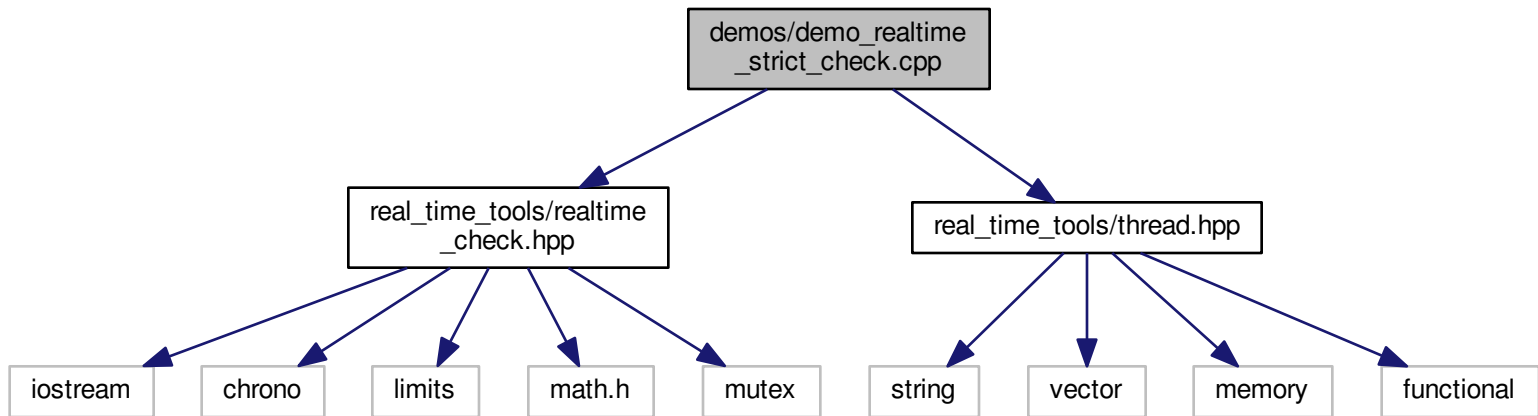 demos/demo_realtime
_strict_check.cpp
real_time_tools/realtime
_check.hpp
real_time_tools/thread.hpp
iostream
chrono
limits
math.h
mutex
string
vector
memory
functional